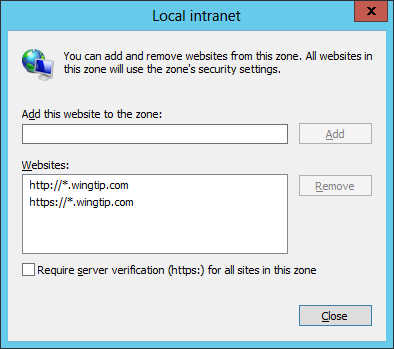 Local intranet
x
You can add and remove websites from this zone. All websites in
this zone will use the zone's security settings.
Add this website to the zone:
Add
Websites:
http://*.wingtip.com
https://*.wingtip.com
Remove
Require server verification (https:) for all sites in this zone
Close